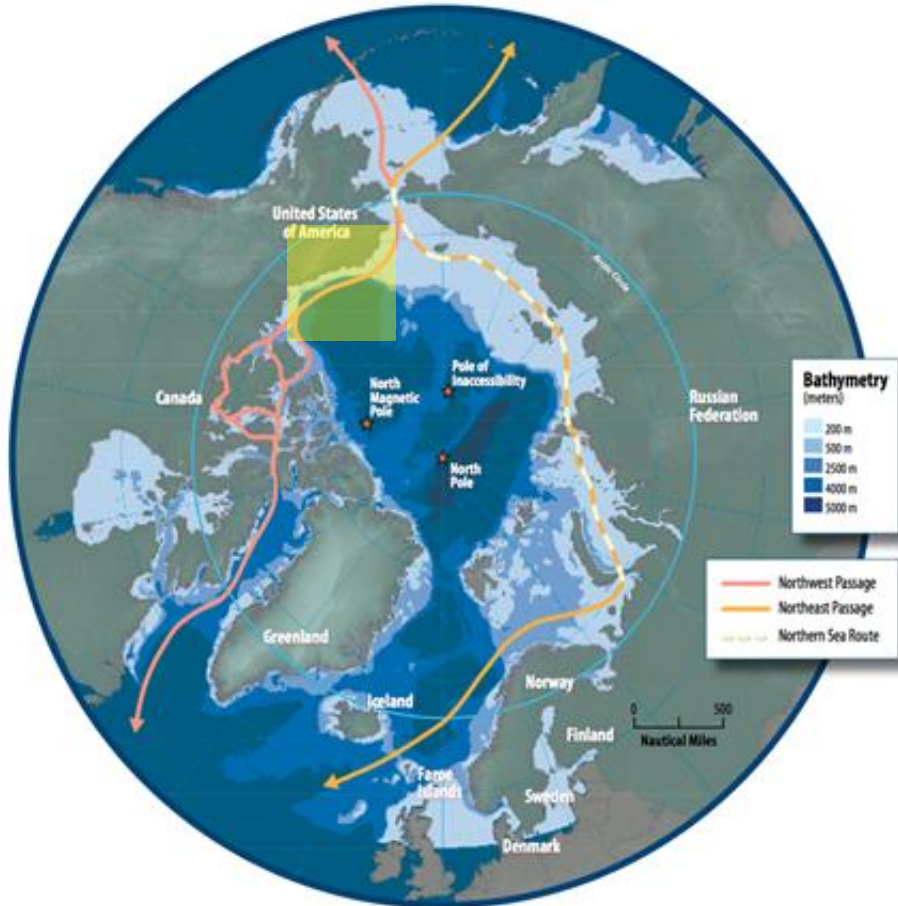 United States
of America
Arctic Circle
Canada
North
Magnetic
Pole
Pole of
Inaccessibility
North
Pole
Russian
Federation
Greenland
Iceland
Norway
Finland
Faroe
Islands
Sweden
Denmark
Bathymetry
(meters)
200 m
500 m
2500 m
4000 m
5000 m
Northwest Passage
Northeast Passage
Northern Sea Route
0 500
Nautical Miles